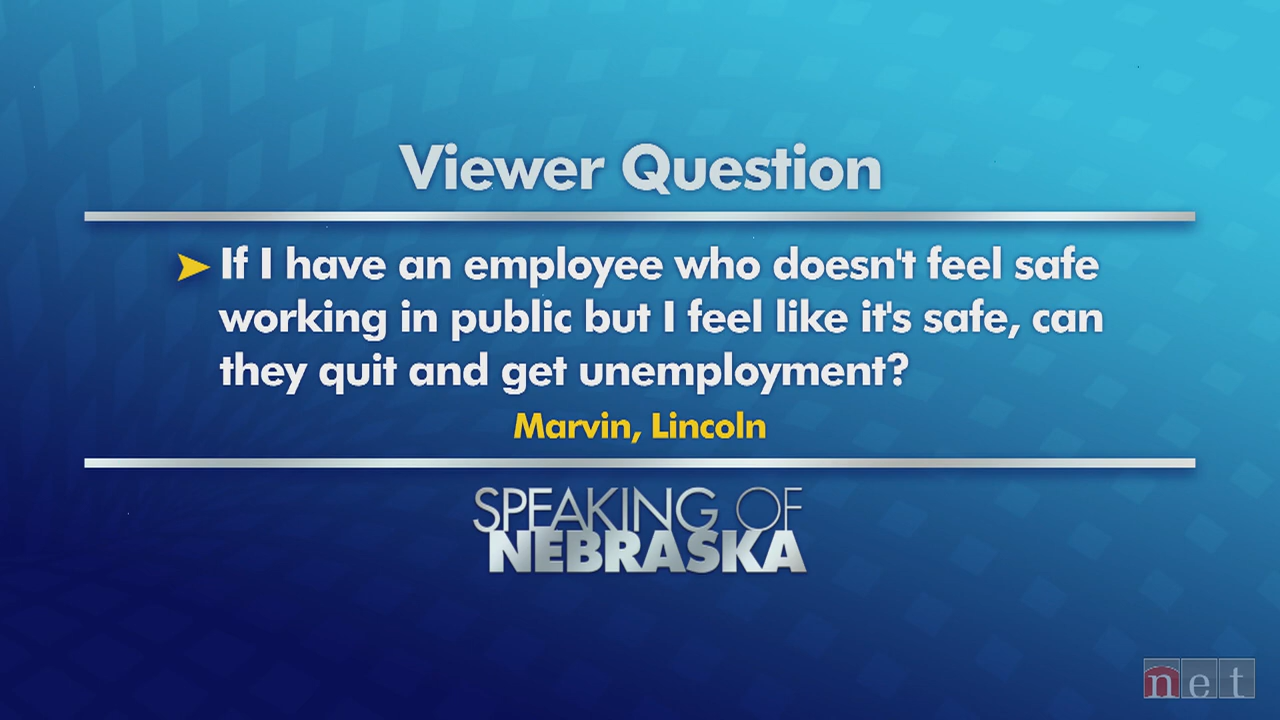 Viewer Question
If I have an employee who doesn't feel safe
working in public but I feel like it's safe, can
they quit and get unemployment?
Marvin, Lincoln
SPEAKING OF
NEBRASKA
net